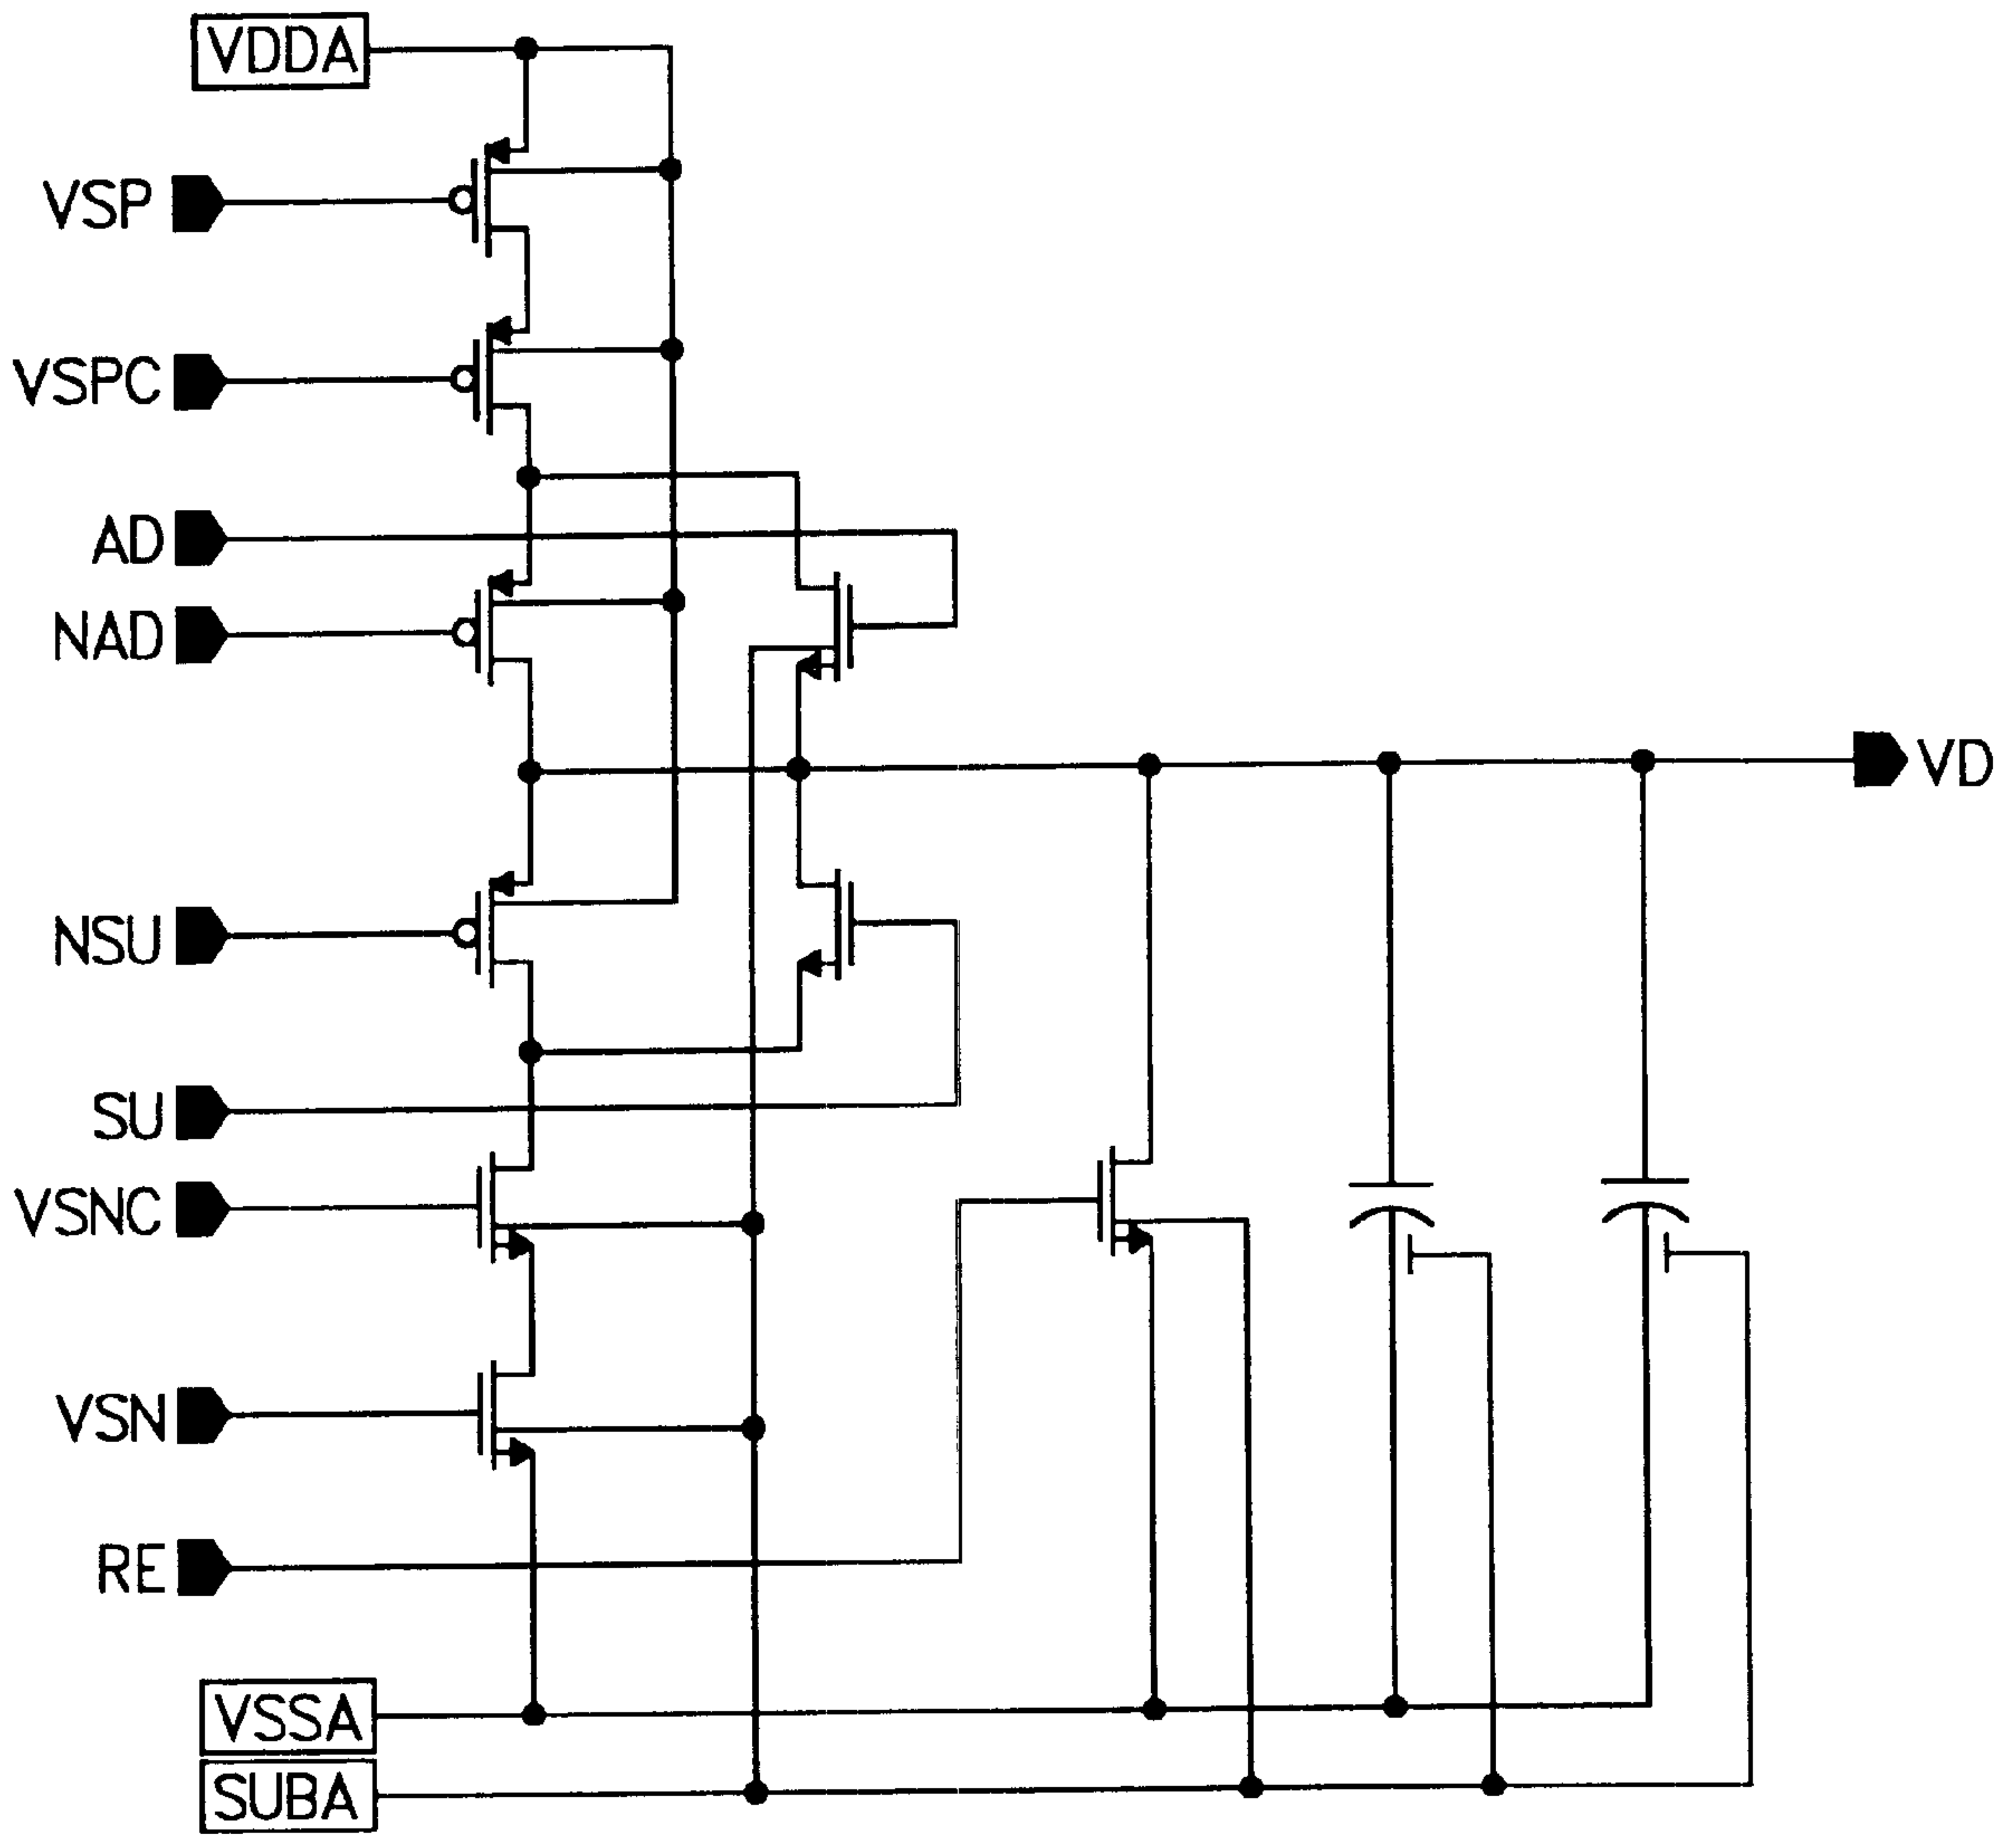 VDDA
VSP
VSPC
AD
NAD
VD
NSU
SU
VSNC
VSN
RE
VSSA
SUBA